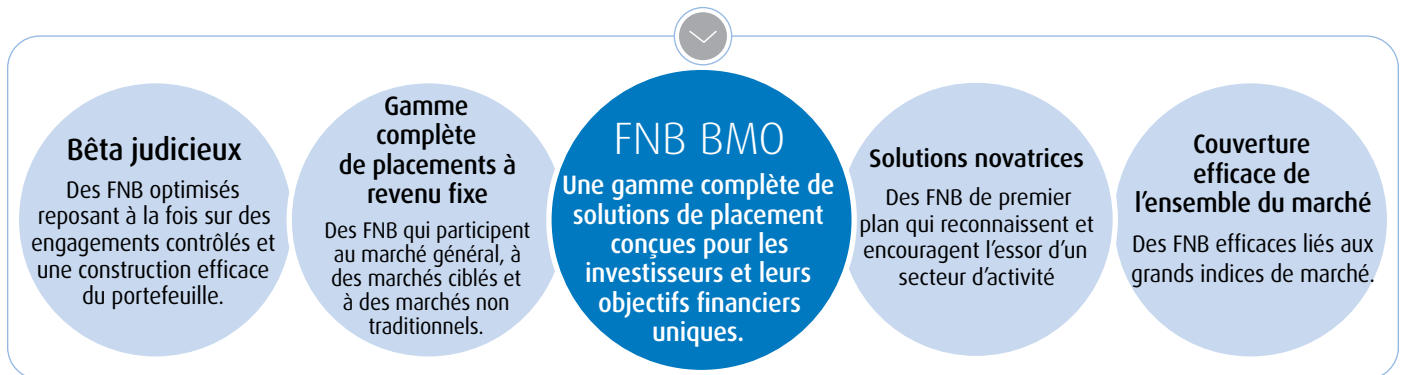 Bêta judicieux
Des FNB optimisés
reposant à la fois sur des
engagements contrôlés et
une construction efficace
du portefeuille.
Gamme
complète
de placements à
revenu fixe
Des FNB qui participent
au marché général, à
des marchés ciblés et
à des marchés non
traditionnels.
FNB BMO
Une gamme complète de
solutions de placement
conçues pour les
investisseurs et leurs
objectifs financiers
uniques.
Solutions novatrices
Des FNB de premier
plan qui reconnaissent et
encouragent l’essor d’un
secteur d’activité
Couverture
efficace de
l’ensemble du marché
Des FNB efficaces liés aux
grands indices de marché.